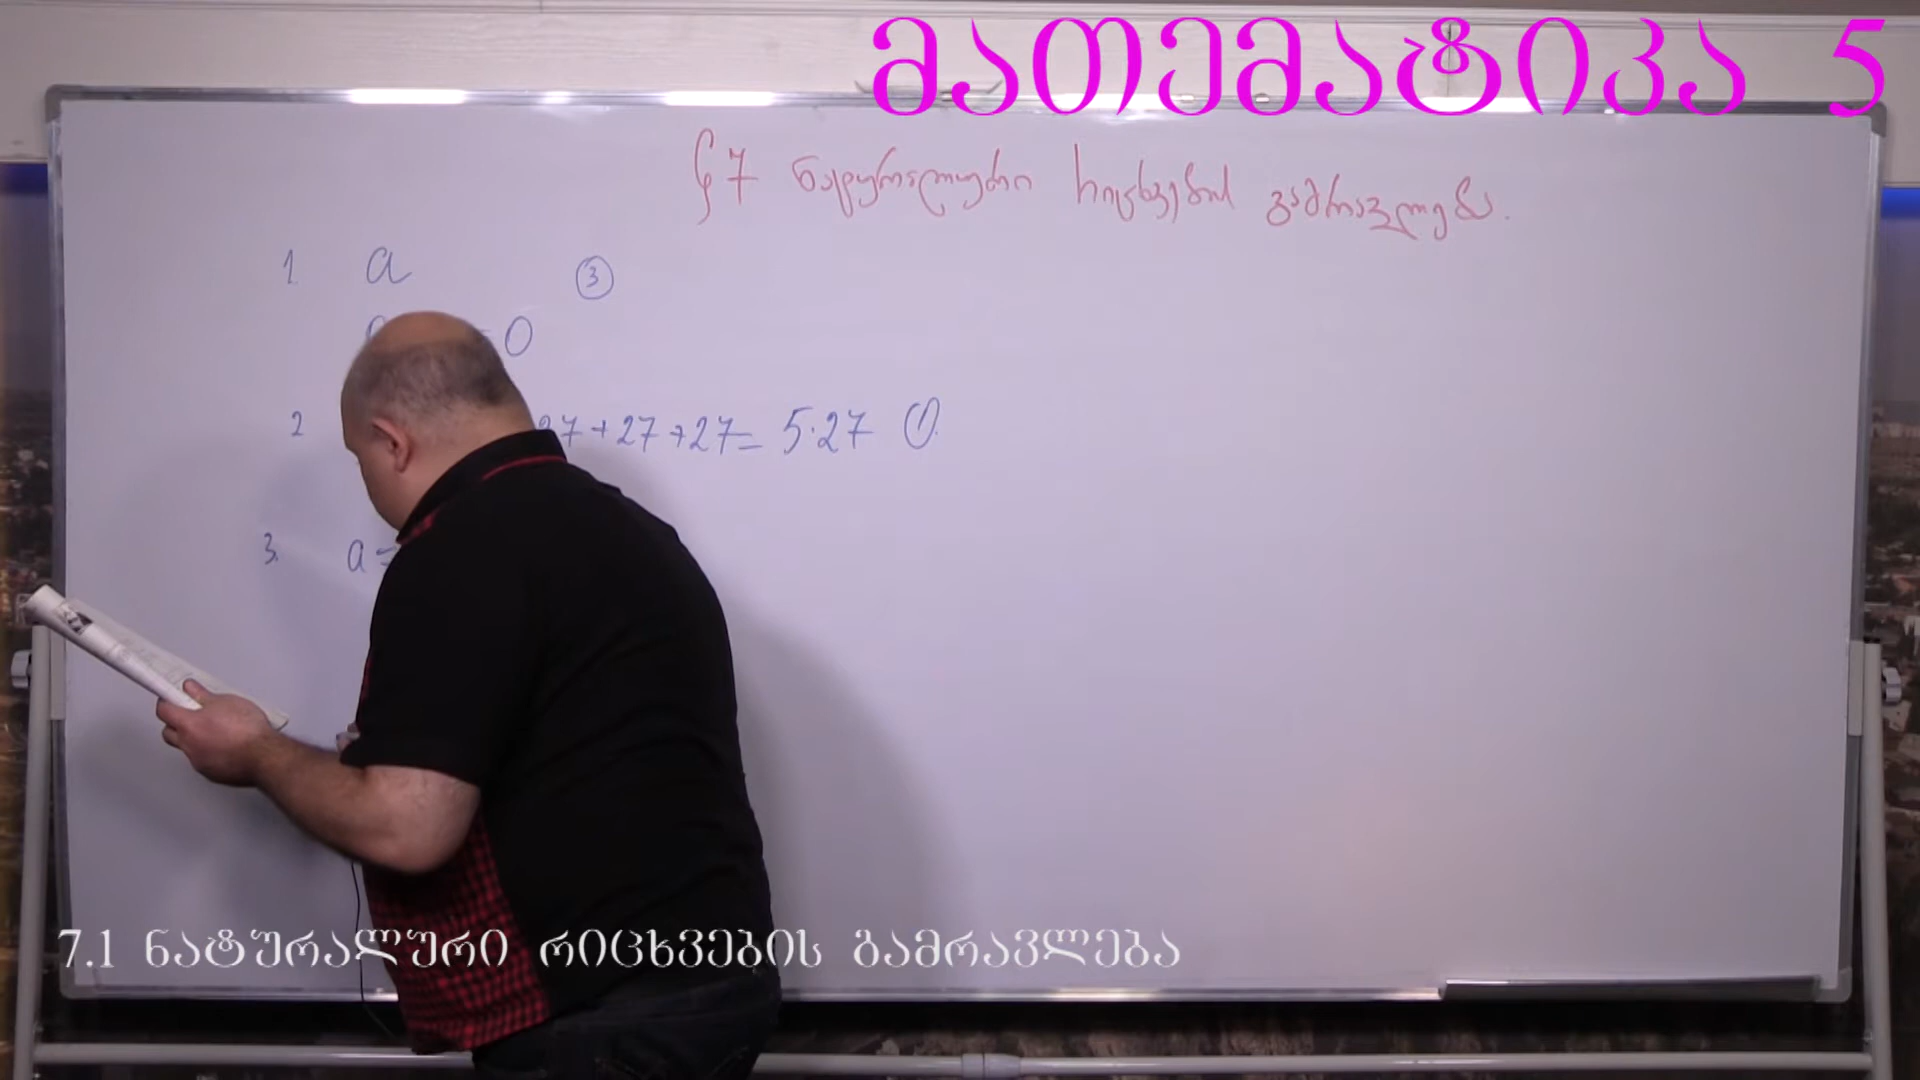 მათემატიკა 5
§7 ნატურალური რიცხვების გამრავლება.
1. a ③
= 0
2 27+27+27= 5·27 ①.
3. a =
7.1 ნატურალური რიცხვების გამრავლება